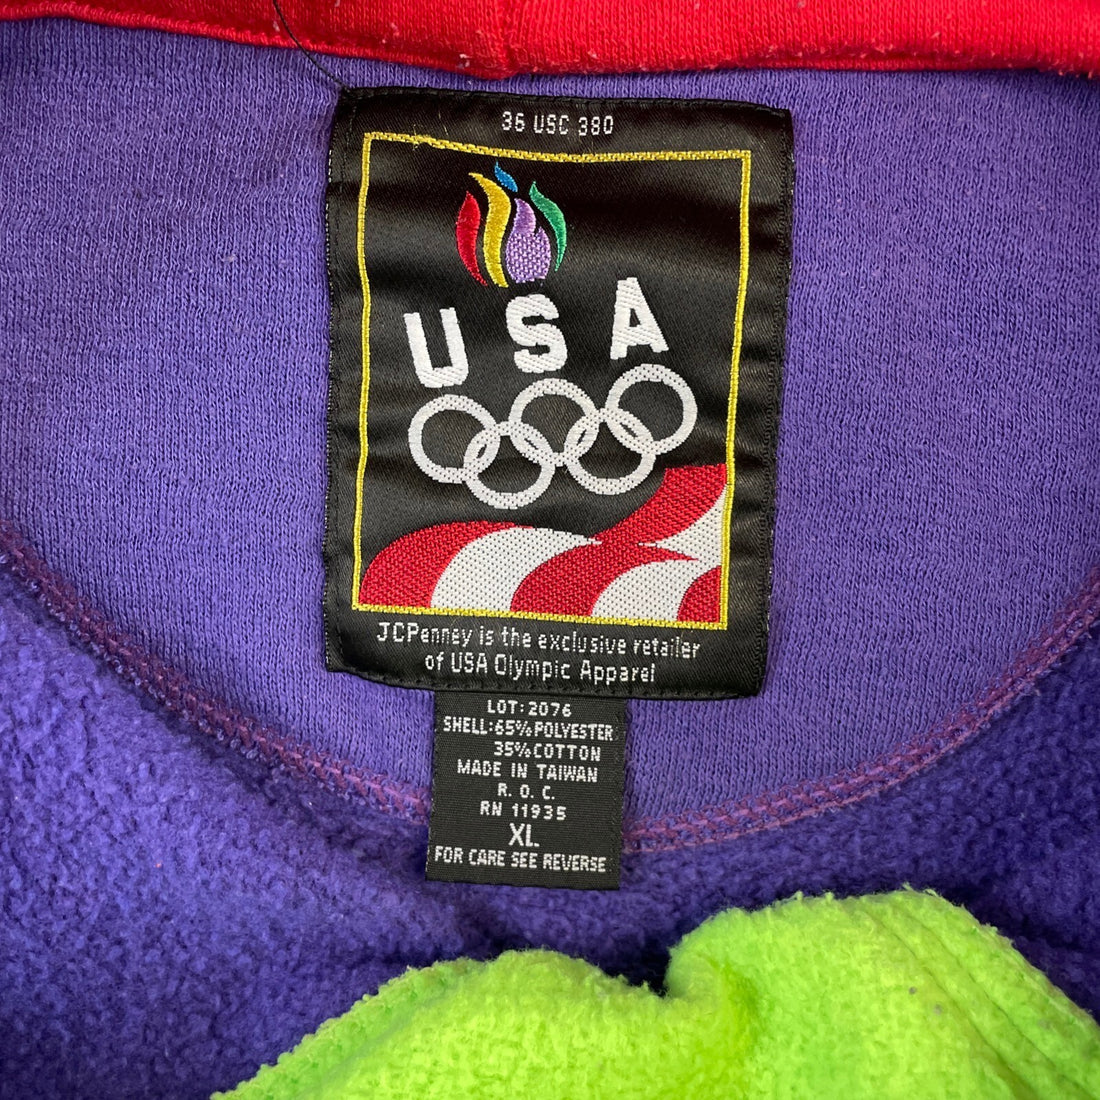 36 USC 380
USA
JCPenney is the exclusive retailer
of USA Olympic Apparel
LOT: 2076
SHELL: 65% POLYESTER
35% COTTON
MADE IN TAIWAN
R. O. C.
RN 11935
XL
FOR CARE SEE REVERSE